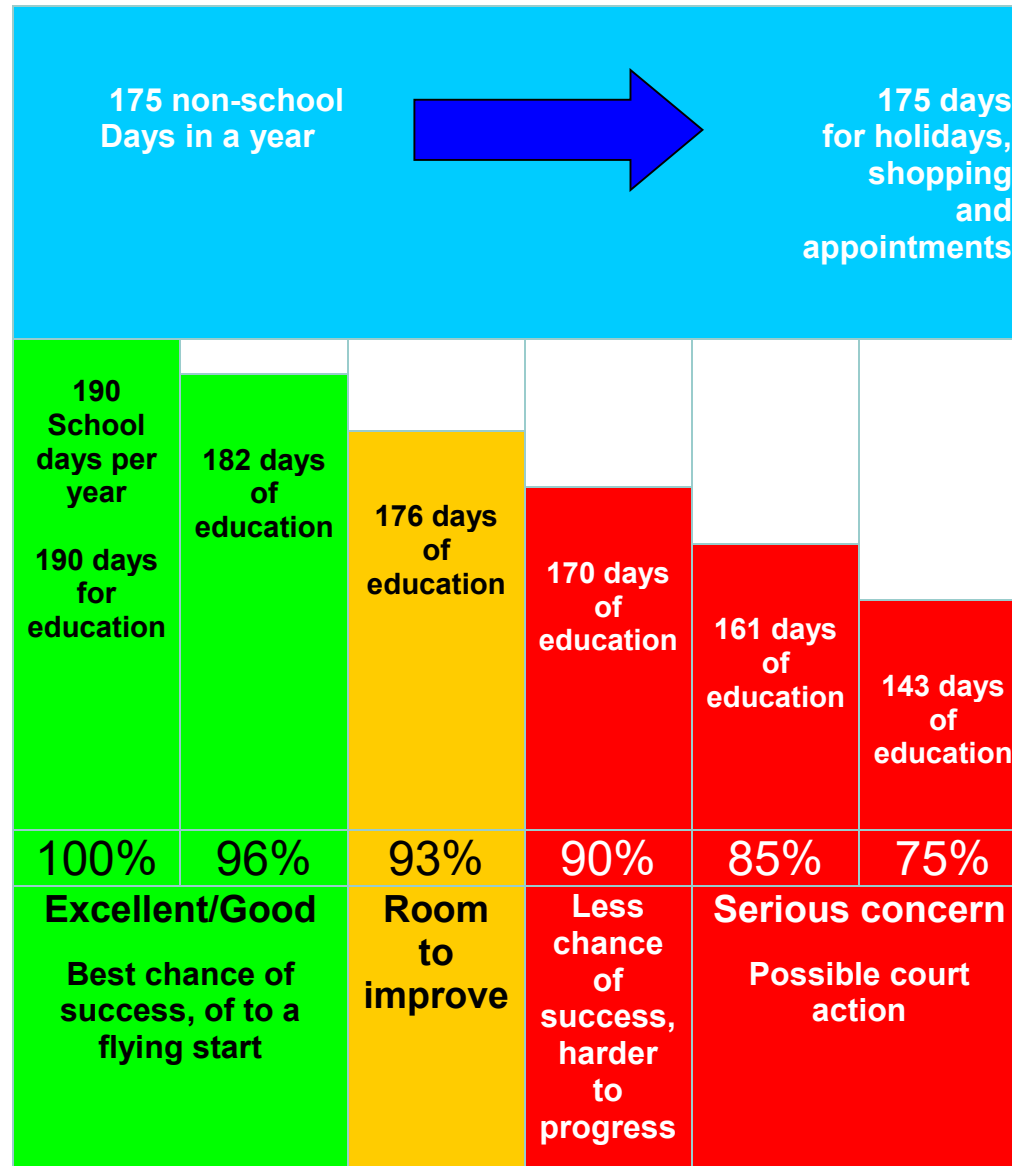 175 non-school
Days in a year
175 days
for holidays,
shopping
and
appointments
190
School
days per
year
190 days
for
education
182 days
of
education
176 days
of
education
170 days
of
education
161 days
of
education
143 days
of
education
100%
96%
93%
90%
85%
75%
Excellent/Good
Best chance of
success, of to a
flying start
Room
to
improve
Less
chance
of
success,
harder
to
progress
Serious concern
Possible court
action